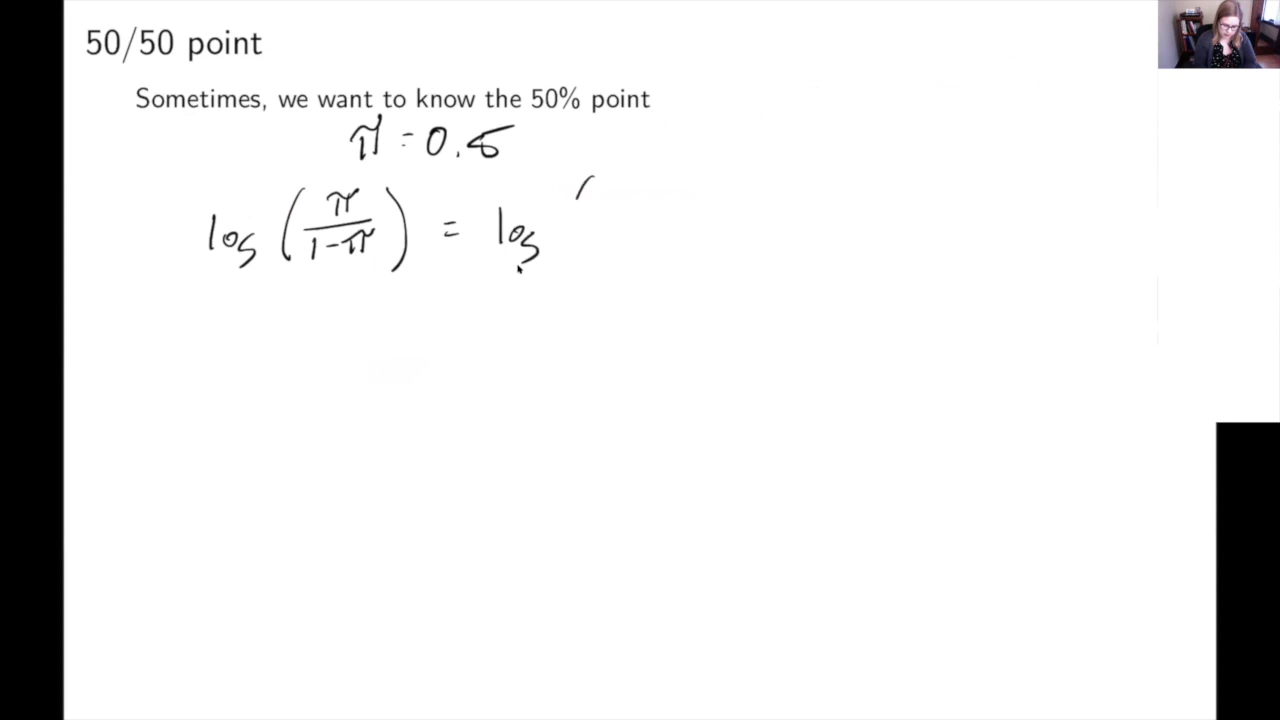 50/50 point
Sometimes, we want to know the 50% point
π = 0.5
log ( π / 1-π ) = log (